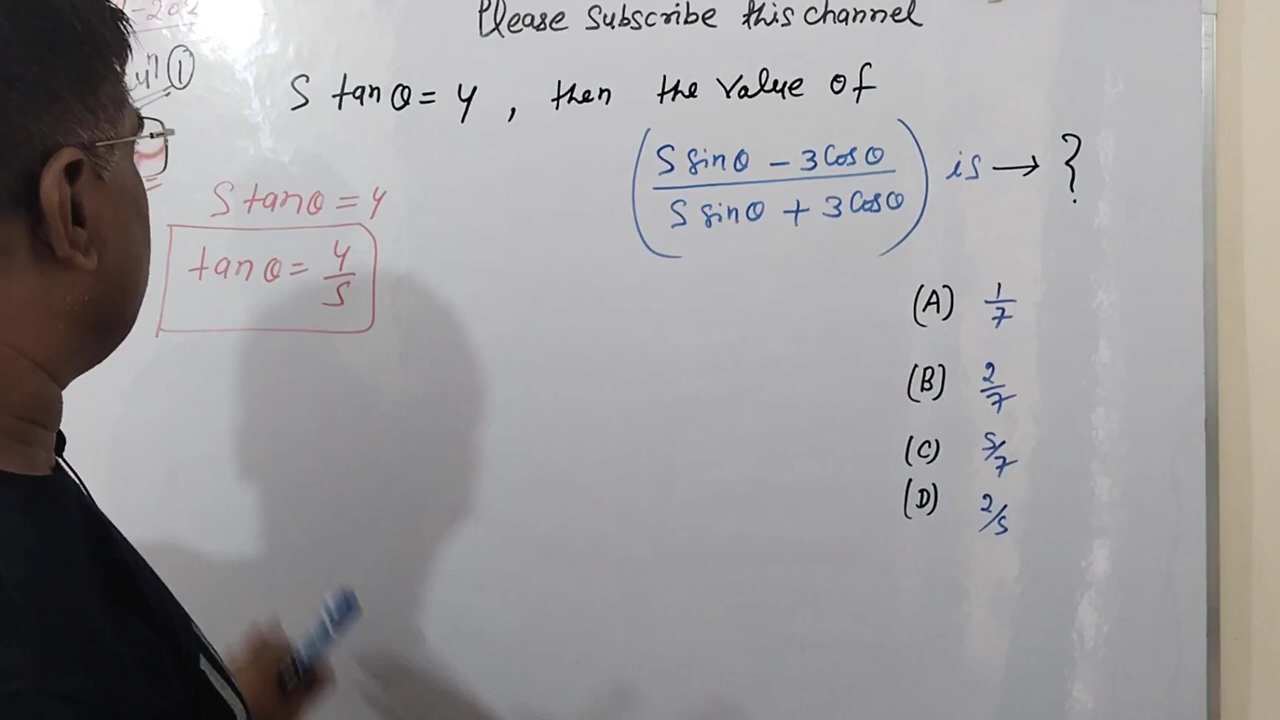 Please subscribe this channel
5 tan θ = 4 , then the value of
(5 sin θ − 3 cos θ / 5 sin θ + 3 cos θ) is → ?
5 tan θ = 4
tan θ = 4/5
(A) 1/7
(B) 2/7
(C) 5/7
(D) 2/5